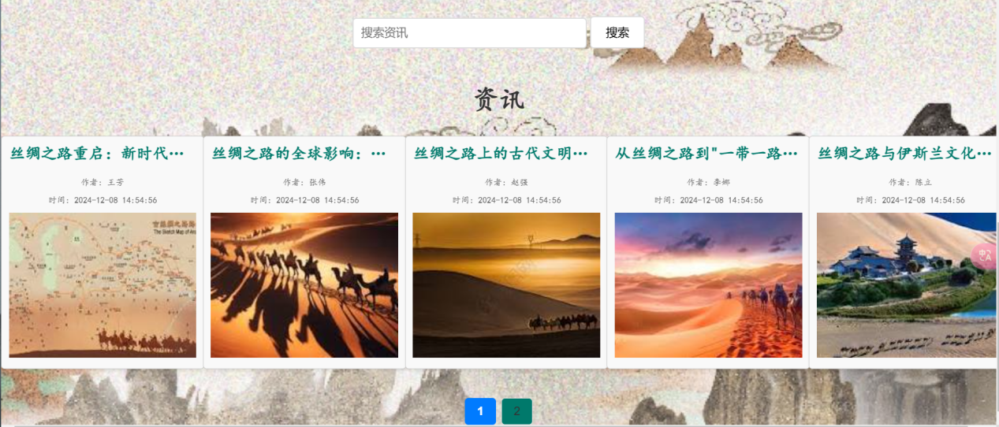 搜索资讯 搜索
资讯
丝绸之路重启：新时代…
作者：王芳
时间：2024-12-08 14:54:56
丝绸之路的全球影响：…
作者：张伟
时间：2024-12-08 14:54:56
丝绸之路上的古代文明…
作者：赵强
时间：2024-12-08 14:54:56
从丝绸之路到"一带一路…
作者：李娜
时间：2024-12-08 14:54:56
丝绸之路与伊斯兰文化…
作者：陈立
时间：2024-12-08 14:54:56
The Sketch Map of Anc
1 2